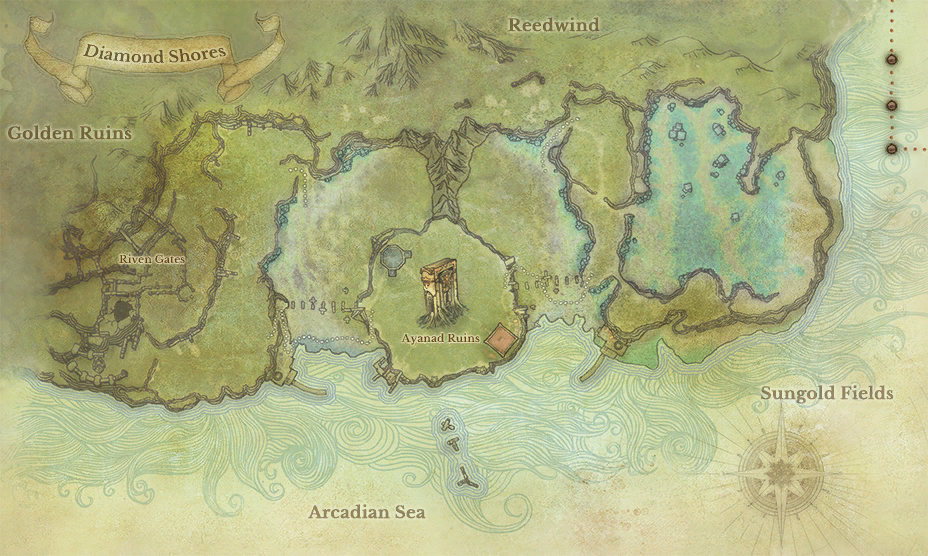 Reedwind
Diamond Shores
Golden Ruins
Riven Gates
Ayanad Ruins
Sungold Fields
Arcadian Sea